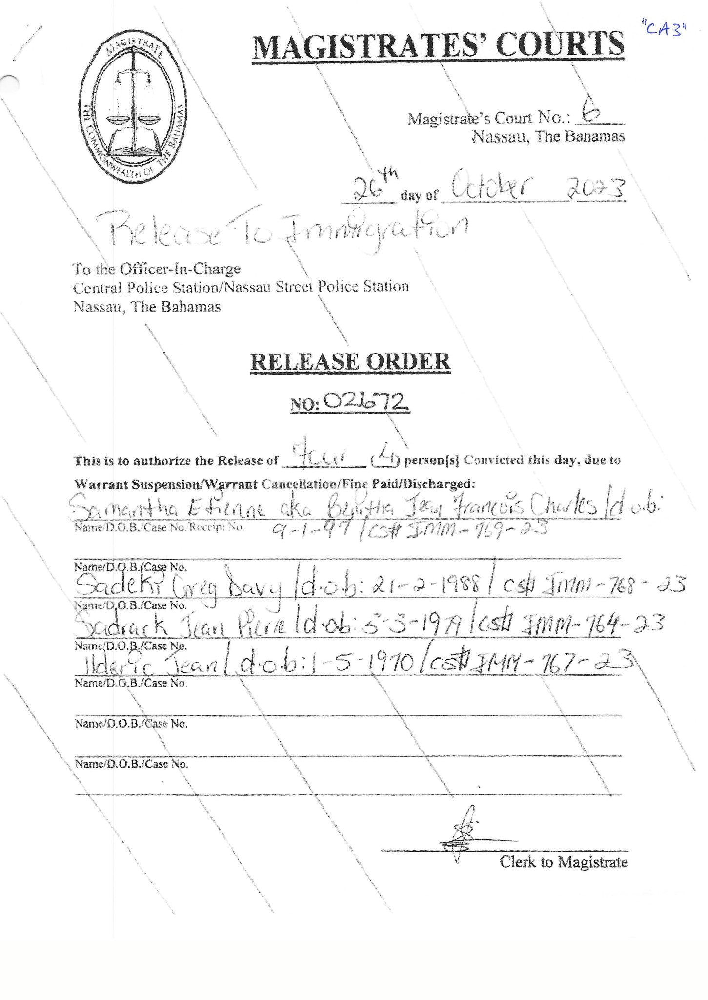 "CA3"
MAGISTRATE
THE COMMONWEALTH OF THE BAHAMAS
MAGISTRATES' COURTS
Magistrate's Court No.: 6
Nassau, The Bahamas
26th day of October 2023
Release To Immigration
To the Officer-In-Charge
Central Police Station/Nassau Street Police Station
Nassau, The Bahamas
RELEASE ORDER
NO: 02672
This is to authorize the Release of Four (4) person[s] Convicted this day, due to
Warrant Suspension/Warrant Cancellation/Fine Paid/Discharged:
Samantha Etienne aka Benitha Jean Francois Charles/d.o.b:
Name/D.O.B./Case No./Receipt No. 9-1-97/cs# IMM-769-23
Name/D.O.B./Case No.
Sadeki Greg Davy/d.o.b: 21-2-1988/cs# IMM-768-23
Name/D.O.B./Case No.
Sadrack Jean Pierre/d.o.b: 3-3-1979/cs# IMM-764-23
Name/D.O.B./Case No.
Ilderic Jean/d.o.b: 1-5-1970/cs# IMM-767-23
Name/D.O.B./Case No.
Name/D.O.B./Case No.
Name/D.O.B./Case No.
Clerk to Magistrate